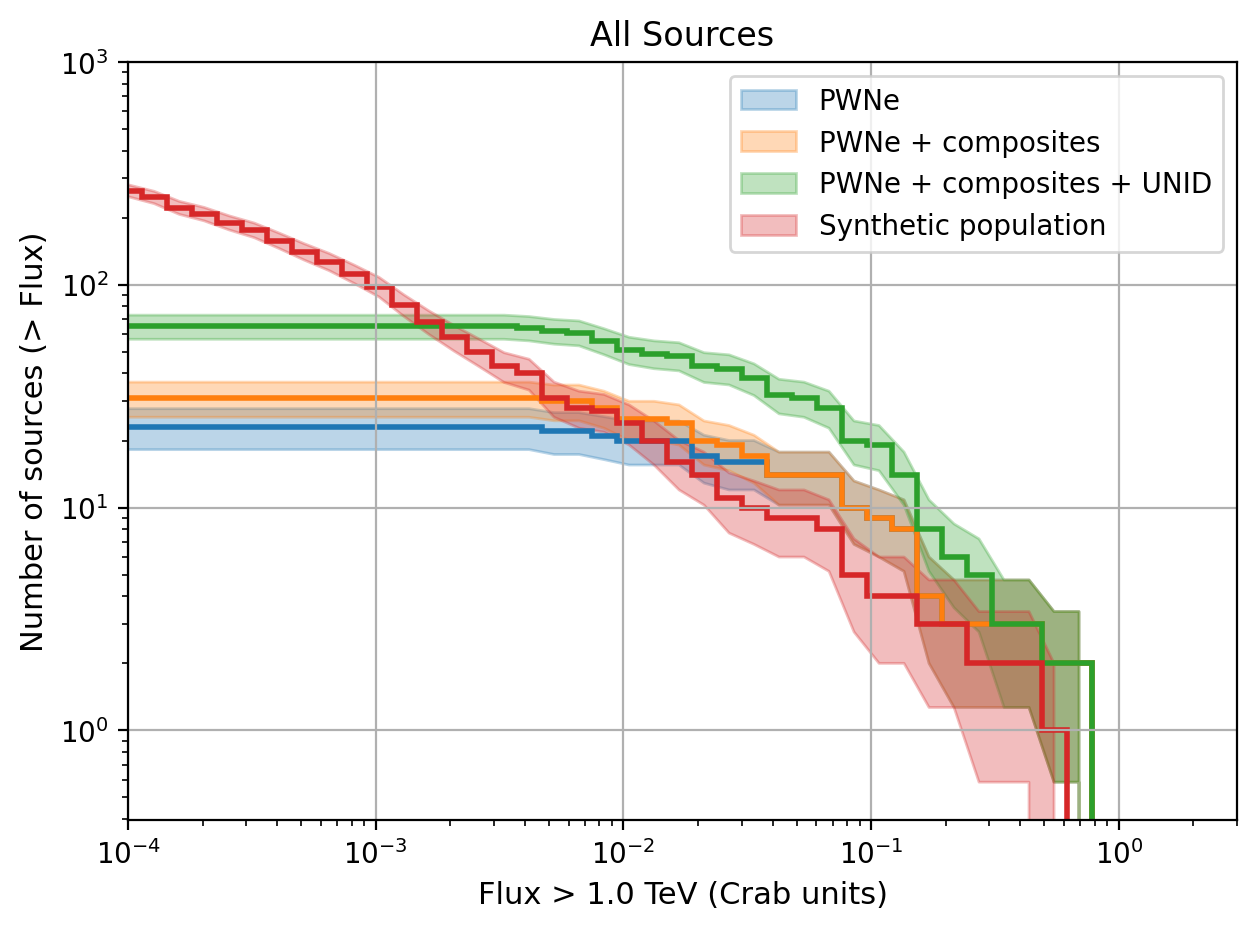 All Sources
10³
10²
10¹
10⁰
Number of sources (> Flux)
PWNe
PWNe + composites
PWNe + composites + UNID
Synthetic population
10⁻⁴ 10⁻³ 10⁻² 10⁻¹ 10⁰
Flux > 1.0 TeV (Crab units)